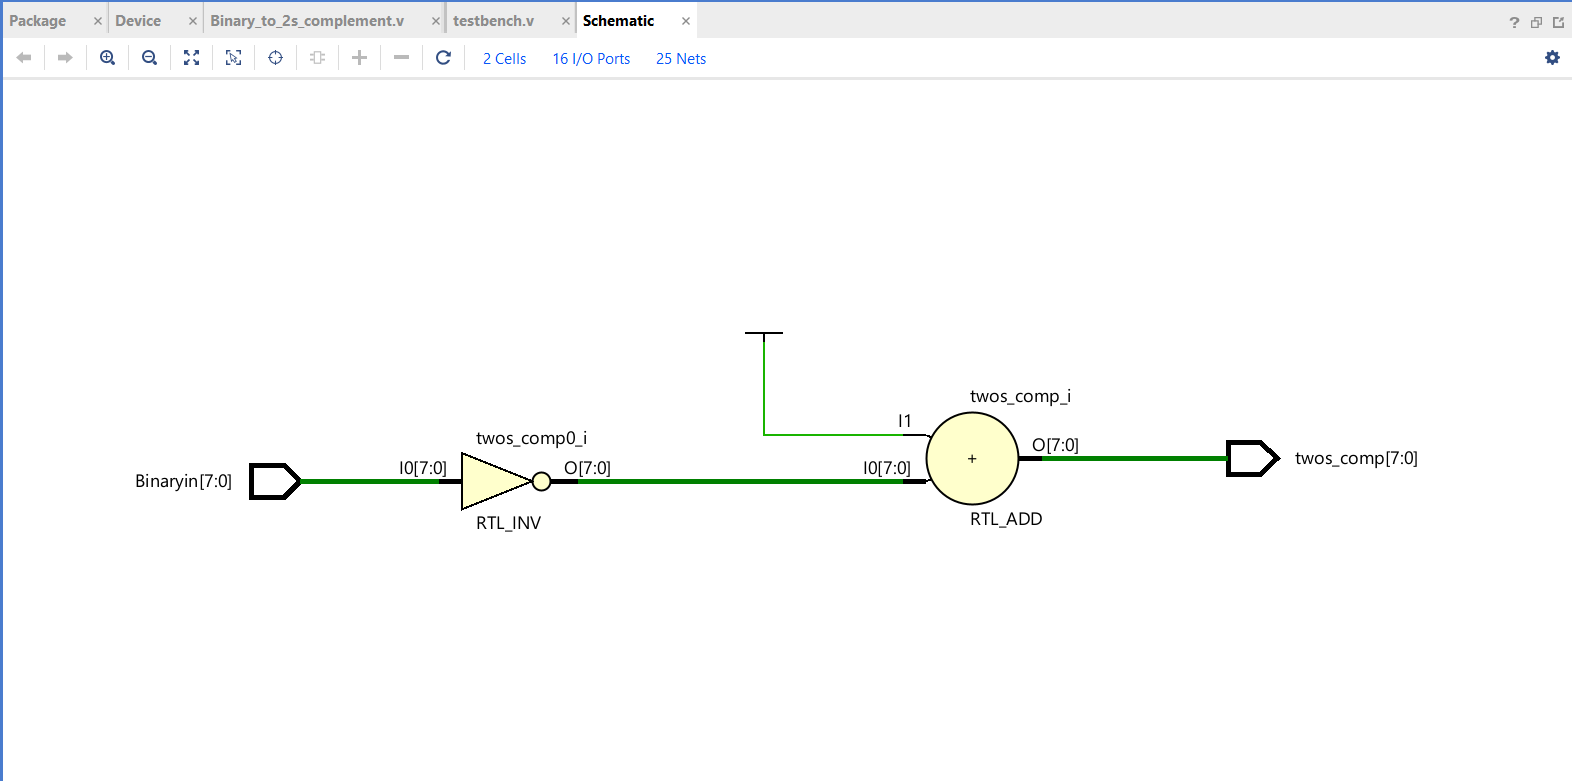 Package × Device × Binary_to_2s_complement.v × testbench.v × Schematic × ?
2 Cells 16 I/O Ports 25 Nets
twos_comp_i
I1
twos_comp0_i
O[7:0]
I0[7:0] O[7:0] I0[7:0] +
Binaryin[7:0] twos_comp[7:0]
RTL_INV RTL_ADD